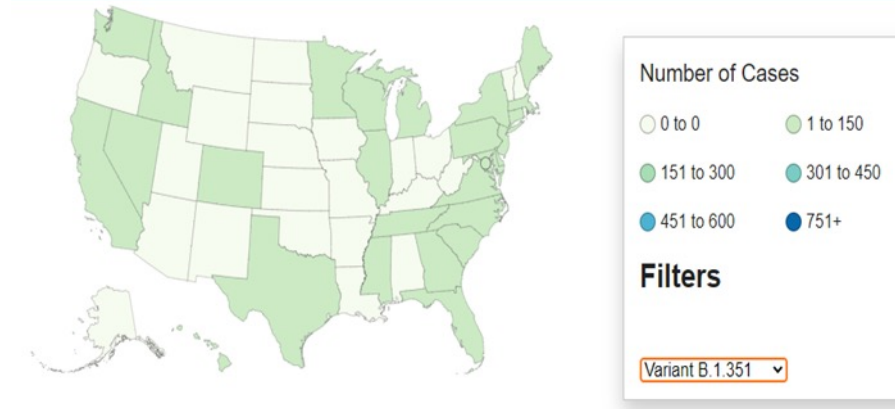 Number of Cases
0 to 0
1 to 150
151 to 300
301 to 450
451 to 600
751+
Filters
Variant B.1.351